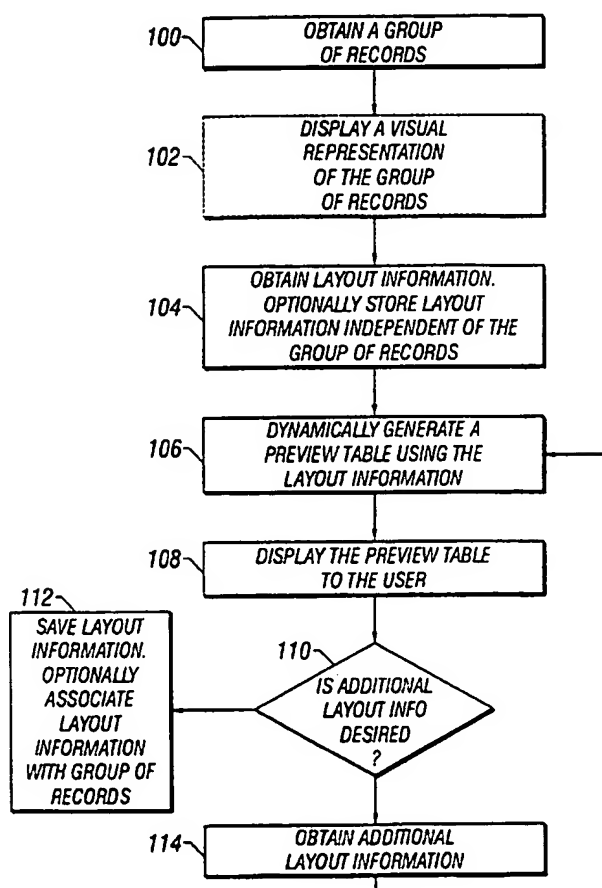 100
OBTAIN A GROUP
OF RECORDS
102
DISPLAY A VISUAL
REPRESENTATION
OF THE GROUP
OF RECORDS
104
OBTAIN LAYOUT INFORMATION.
OPTIONALLY STORE LAYOUT
INFORMATION INDEPENDENT OF THE
GROUP OF RECORDS
106
DYNAMICALLY GENERATE A
PREVIEW TABLE USING THE
LAYOUT INFORMATION
108
DISPLAY THE PREVIEW TABLE
TO THE USER
112
SAVE LAYOUT
INFORMATION.
OPTIONALLY
ASSOCIATE
LAYOUT
INFORMATION
WITH GROUP OF
RECORDS
110
IS ADDITIONAL
LAYOUT INFO
DESIRED
?
114
OBTAIN ADDITIONAL
LAYOUT INFORMATION